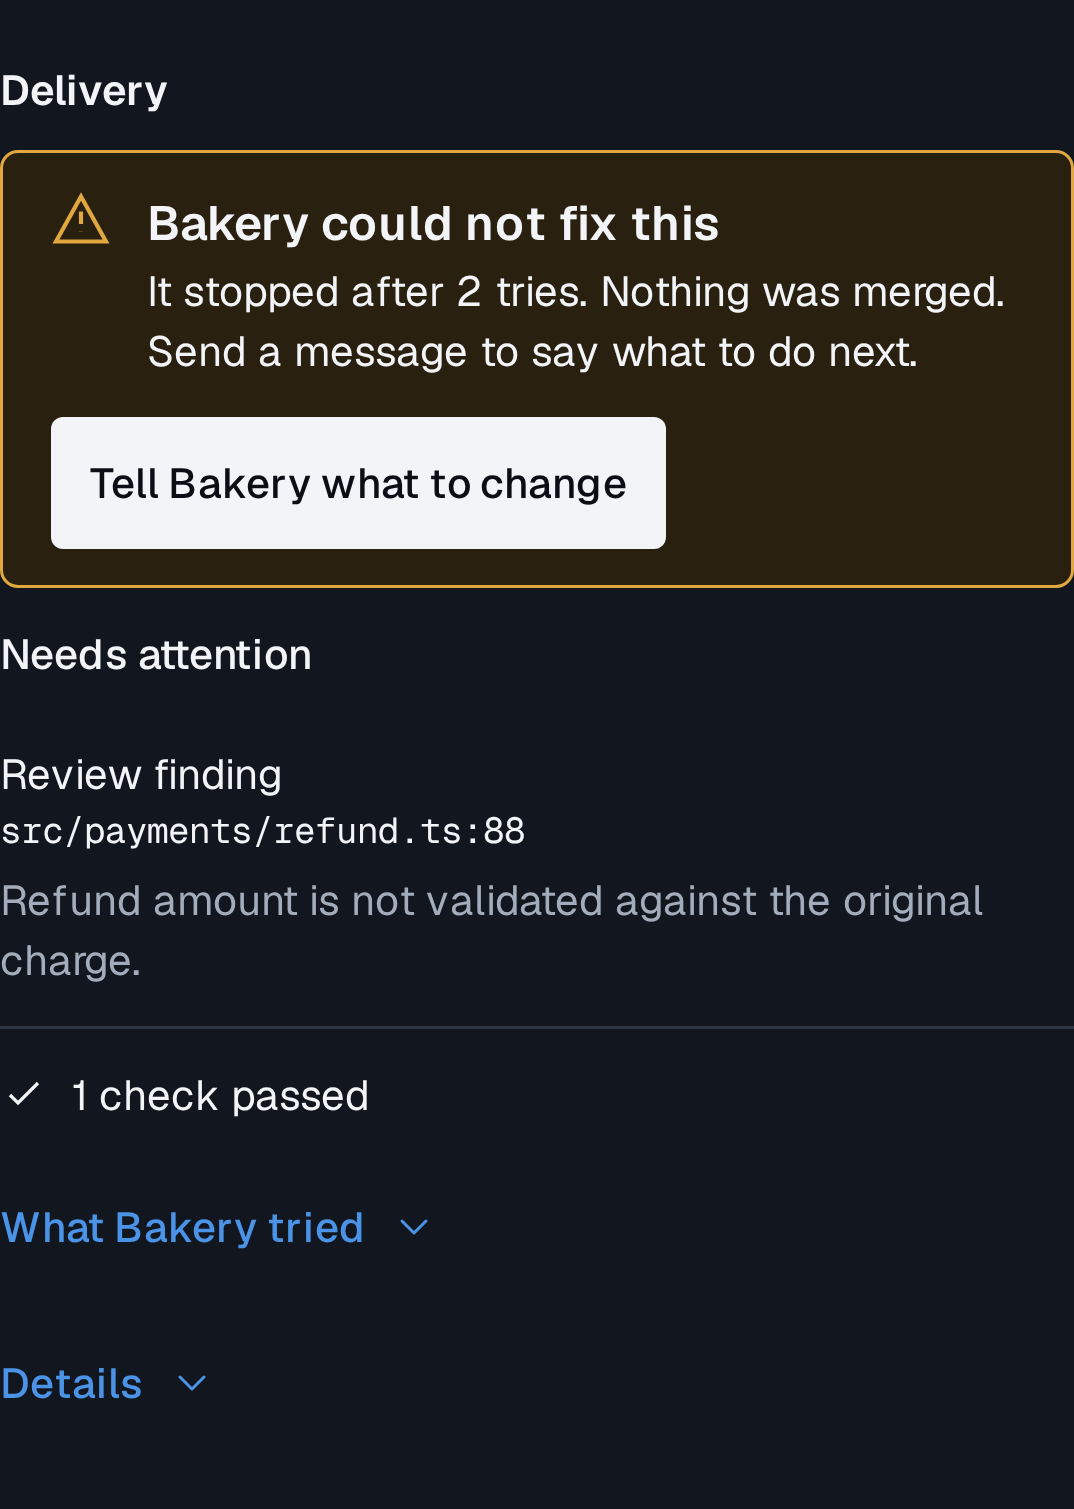 Delivery
Bakery could not fix this
It stopped after 2 tries. Nothing was merged.
Send a message to say what to do next.
Tell Bakery what to change
Needs attention
Review finding
src/payments/refund.ts:88
Refund amount is not validated against the original
charge.
1 check passed
What Bakery tried
Details